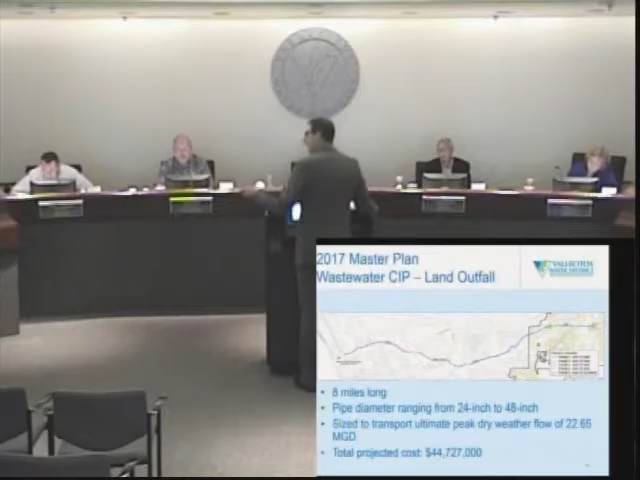 2017 Master Plan
Wastewater CIP – Land Outfall
VALLECITOS
WATER DISTRICT
• 8 miles long
• Pipe diameter ranging from 24-inch to 48-inch
• Sized to transport ultimate peak dry weather flow of 22.65
MGD
• Total projected cost: $44,727,000